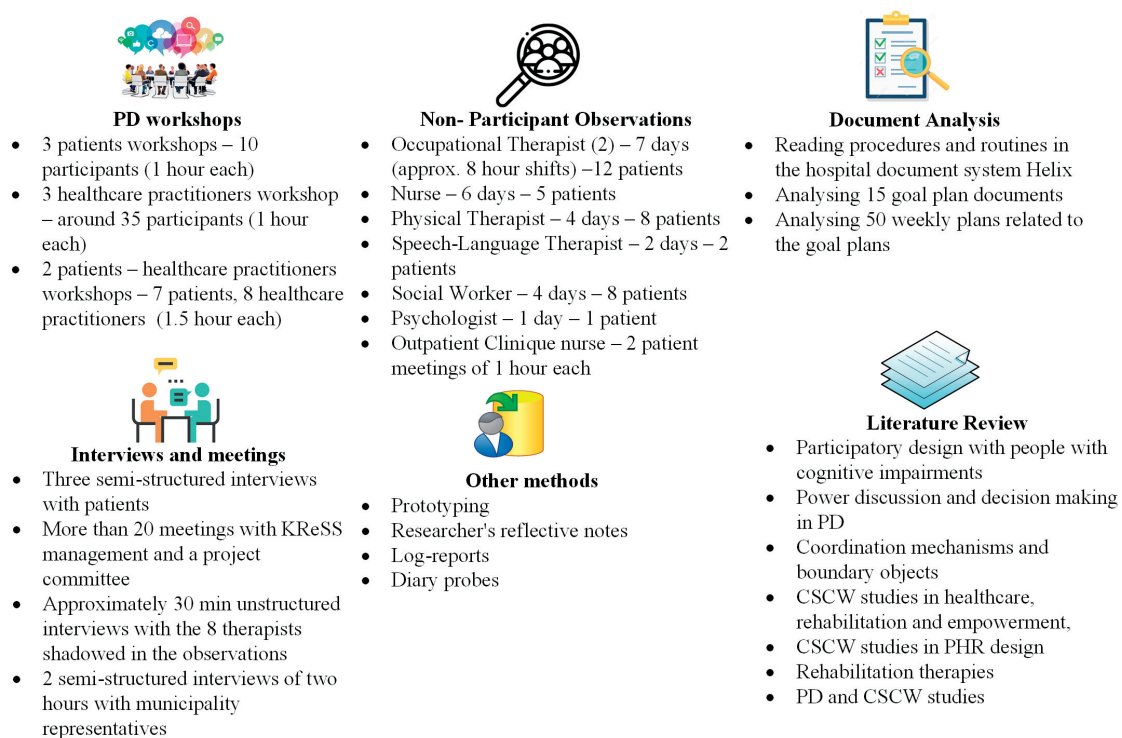 PD workshops
• 3 patients workshops – 10
participants (1 hour each)
• 3 healthcare practitioners workshop
– around 35 participants (1 hour
each)
• 2 patients – healthcare practitioners
workshops – 7 patients, 8 healthcare
practitioners (1.5 hour each)
Non- Participant Observations
• Occupational Therapist (2) – 7 days
(approx. 8 hour shifts) –12 patients
• Nurse – 6 days – 5 patients
• Physical Therapist – 4 days – 8 patients
• Speech-Language Therapist – 2 days – 2
patients
• Social Worker – 4 days – 8 patients
• Psychologist – 1 day – 1 patient
• Outpatient Clinique nurse – 2 patient
meetings of 1 hour each
Document Analysis
• Reading procedures and routines in
the hospital document system Helix
• Analysing 15 goal plan documents
• Analysing 50 weekly plans related to
the goal plans
Interviews and meetings
• Three semi-structured interviews
with patients
• More than 20 meetings with KReSS
management and a project
committee
• Approximately 30 min unstructured
interviews with the 8 therapists
shadowed in the observations
• 2 semi-structured interviews of two
hours with municipality
representatives
Other methods
• Prototyping
• Researcher's reflective notes
• Log-reports
• Diary probes
Literature Review
• Participatory design with people with
cognitive impairments
• Power discussion and decision making
in PD
• Coordination mechanisms and
boundary objects
• CSCW studies in healthcare,
rehabilitation and empowerment,
• CSCW studies in PHR design
• Rehabilitation therapies
• PD and CSCW studies